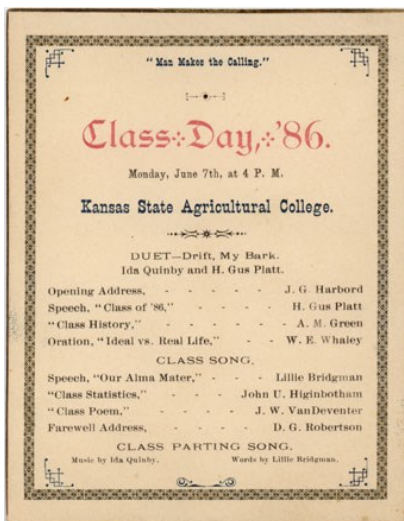 "Man Makes the Calling."
Class Day, '86.
Monday, June 7th, at 4 P. M.
Kansas State Agricultural College.
DUET—Drift, My Bark.
Ida Quinby and H. Gus Platt.
Opening Address, - - - - - J. G. Harbord
Speech, "Class of '86," - - - - H. Gus Platt
"Class History," - - - - - - A. M. Green
Oration, "Ideal vs. Real Life," - - W. E. Whaley
CLASS SONG.
Speech, "Our Alma Mater," - - - Lillie Bridgman
"Class Statistics," - - - - John U. Higinbotham
"Class Poem," - - - - J. W. VanDeventer
Farewell Address, - - - - D. G. Robertson
CLASS PARTING SONG.
Music by Ida Quinby. Words by Lillie Bridgman.